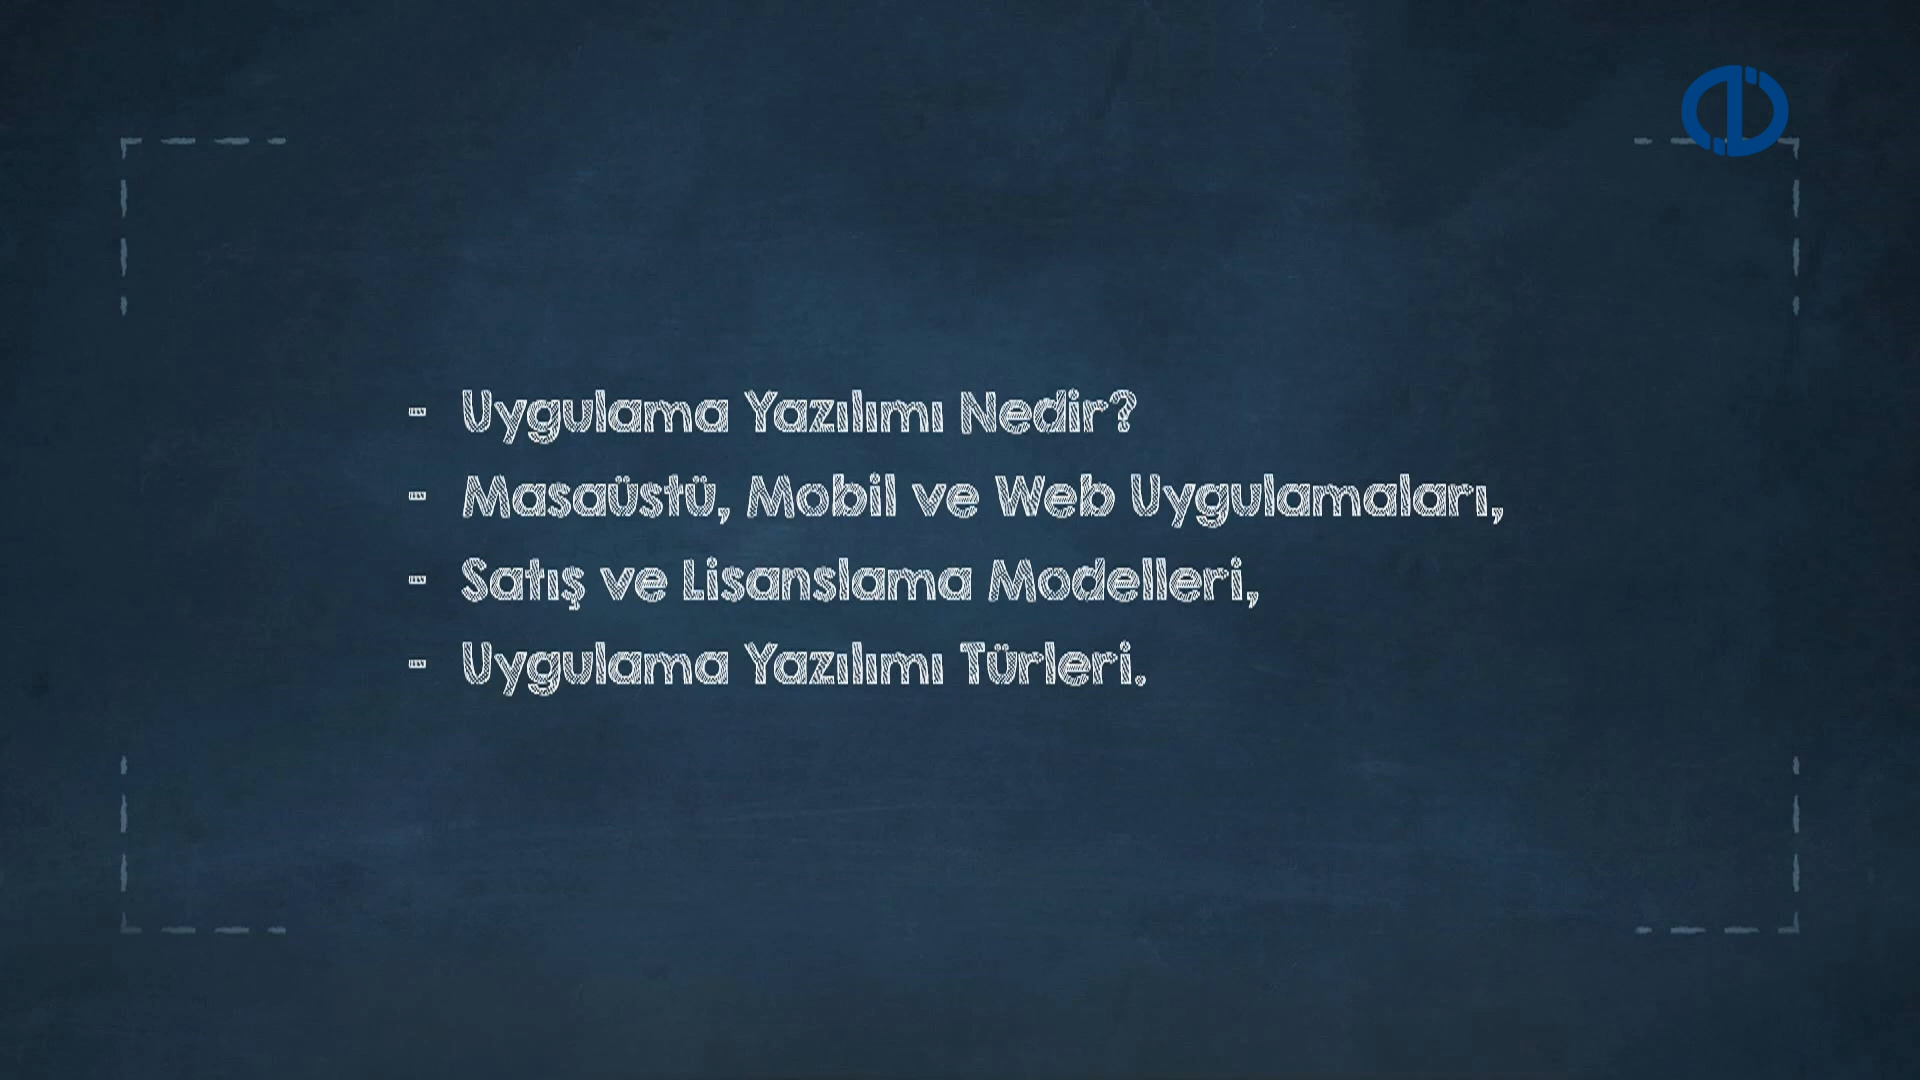 - Uygulama Yazılımı Nedir?
- Masaüstü, Mobil ve Web Uygulamaları,
- Satış ve Lisanslama Modelleri,
- Uygulama Yazılımı Türleri.